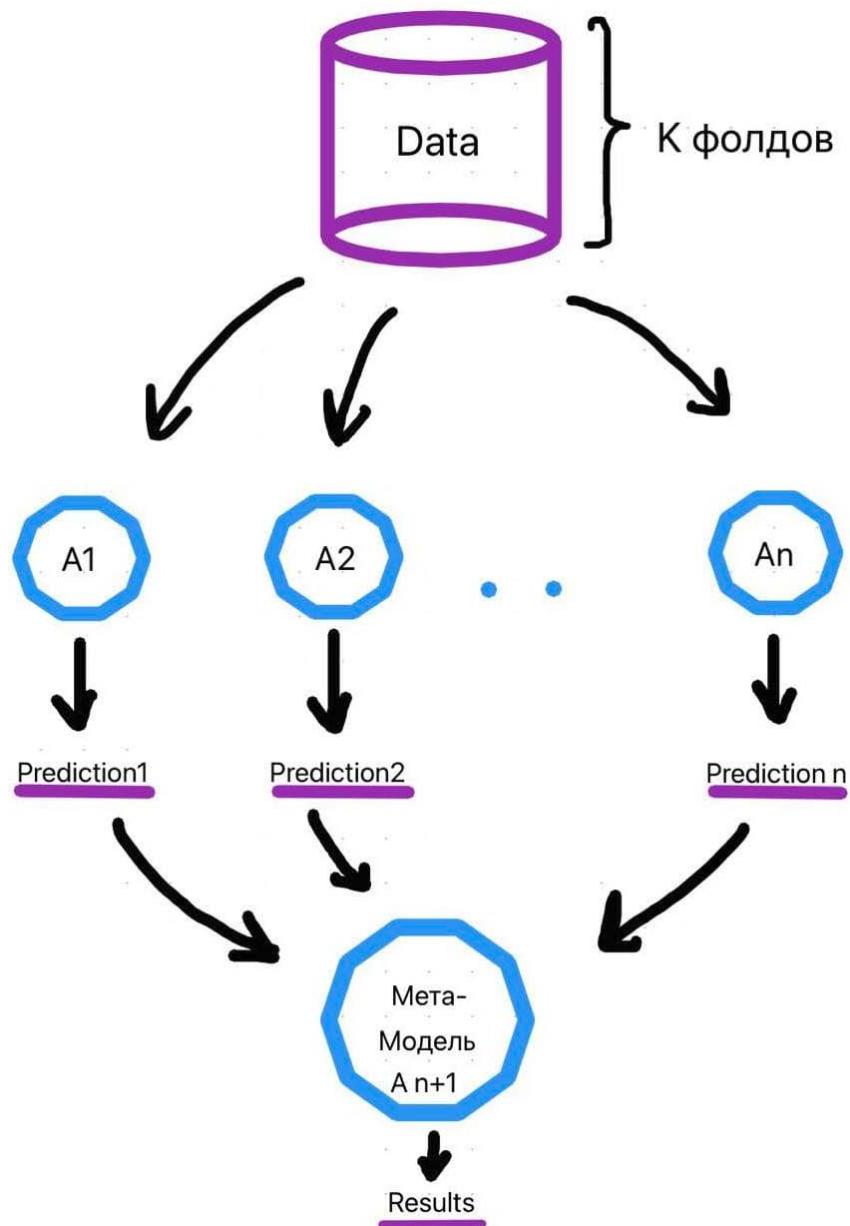 Data
K фолдов
A1
A2
An
Prediction1
Prediction2
Prediction n
Мета-
Модель
A n+1
Results